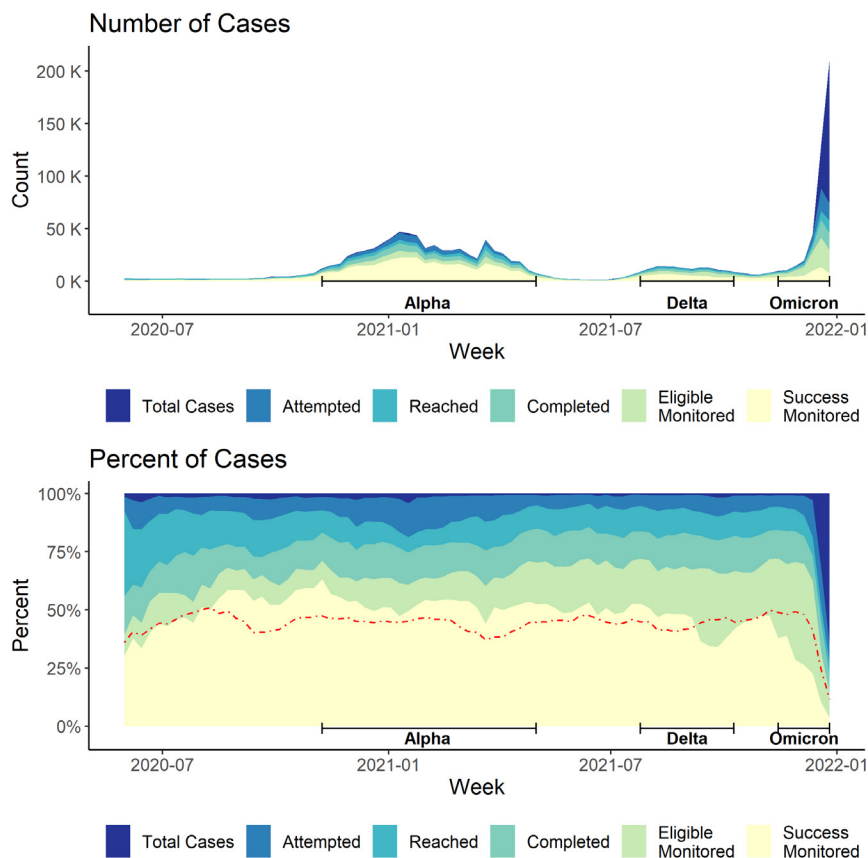 Number of Cases
200 K
150 K
100 K
50 K
0 K
Count
Alpha
Delta
Omicron
2020-07
2021-01
2021-07
2022-01
Week
Total Cases
Attempted
Reached
Completed
Eligible
Monitored
Success
Monitored
Percent of Cases
100%
75%
50%
25%
0%
Percent
Alpha
Delta
Omicron
2020-07
2021-01
2021-07
2022-01
Week
Total Cases
Attempted
Reached
Completed
Eligible
Monitored
Success
Monitored